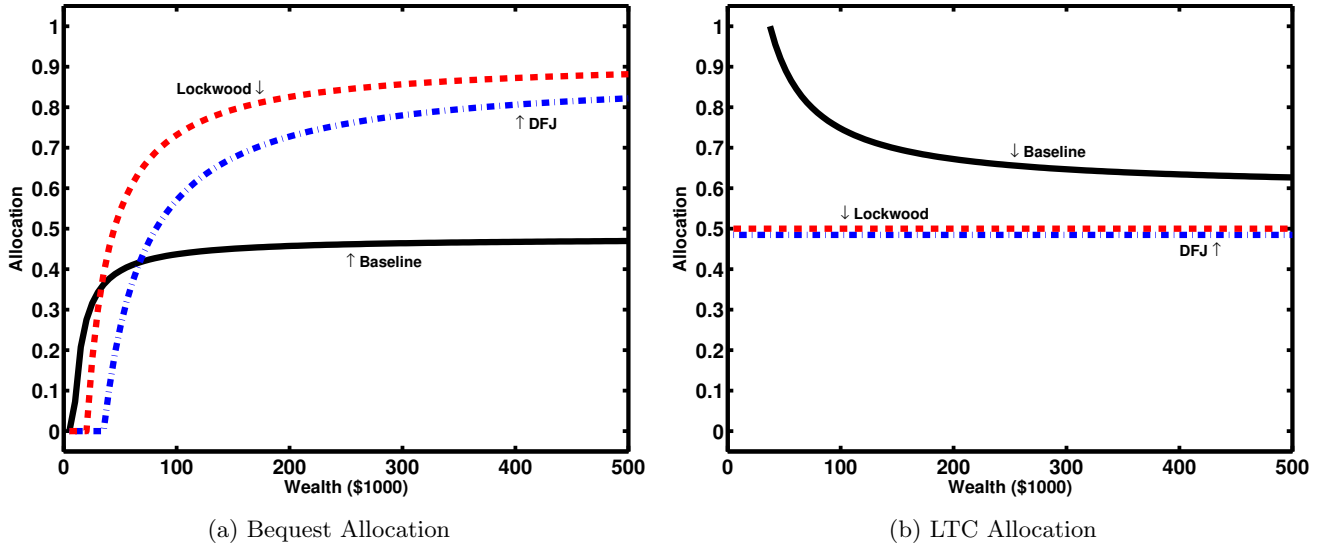 1
0.9
0.8
0.7
0.6
0.5
0.4
0.3
0.2
0.1
0
Allocation
Lockwood ↓
↑ DFJ
↑ Baseline
0 100 200 300 400 500
Wealth ($1000)
(a) Bequest Allocation
1
0.9
0.8
0.7
0.6
0.5
0.4
0.3
0.2
0.1
0
Allocation
↓ Baseline
↓ Lockwood
DFJ ↑
0 100 200 300 400 500
Wealth ($1000)
(b) LTC Allocation